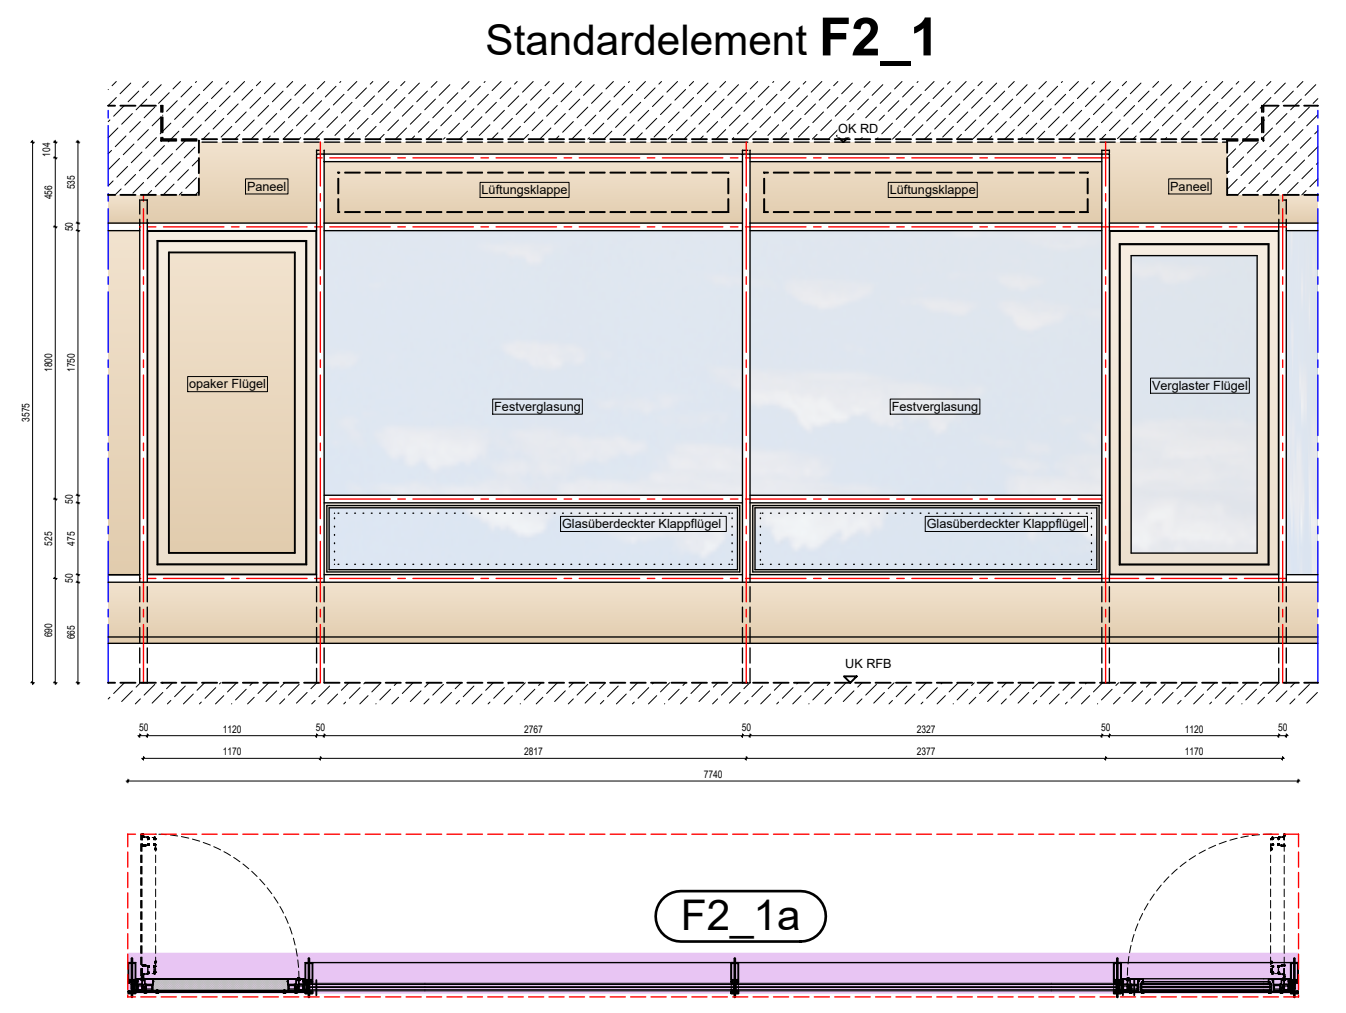 Standardelement F2_1
OK RD
Paneel
Lüftungsklappe
Lüftungsklappe
Paneel
opaker Flügel
Festverglasung
Festverglasung
Verglaster Flügel
Glasüberdeckter Klappflügel
Glasüberdeckter Klappflügel
UK RFB
3575
104
456
1800
525
690
535
50
1750
50
475
50
665
50 1120 50 2767 50 2327 50 1120 50
1170 2817 2377 1170
7740
F2_1a